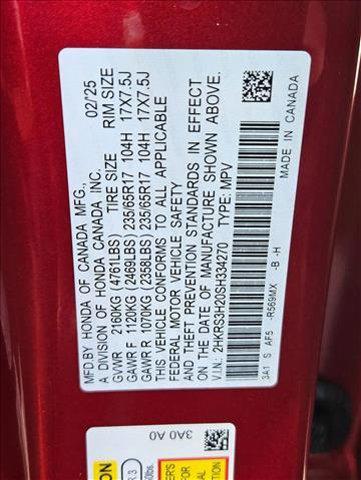 MFD.BY HONDA OF CANADA MFG., 02/'25
A DIVISION OF HONDA CANADA INC.
TIRE SIZE RIM SIZE
GVWR 2160KG (4761LBS)
GAWR F 1120KG (2469LBS) 235/65R17 104H 17X7.5J
GAWR R 1070KG (2358LBS) 235/65R17 104H 17X7.5J
THIS VEHICLE CONFORMS TO ALL APPLICABLE
FEDERAL MOTOR VEHICLE SAFETY
AND THEFT PREVENTION STANDARDS IN EFFECT
ON THE DATE OF MANUFACTURE SHOWN ABOVE.
V.I.N.: 2HKRS3H20SH334270 TYPE: MPV
3A1 S AF5 -R569MX -B -H
MADE IN CANADA
3A0 A0